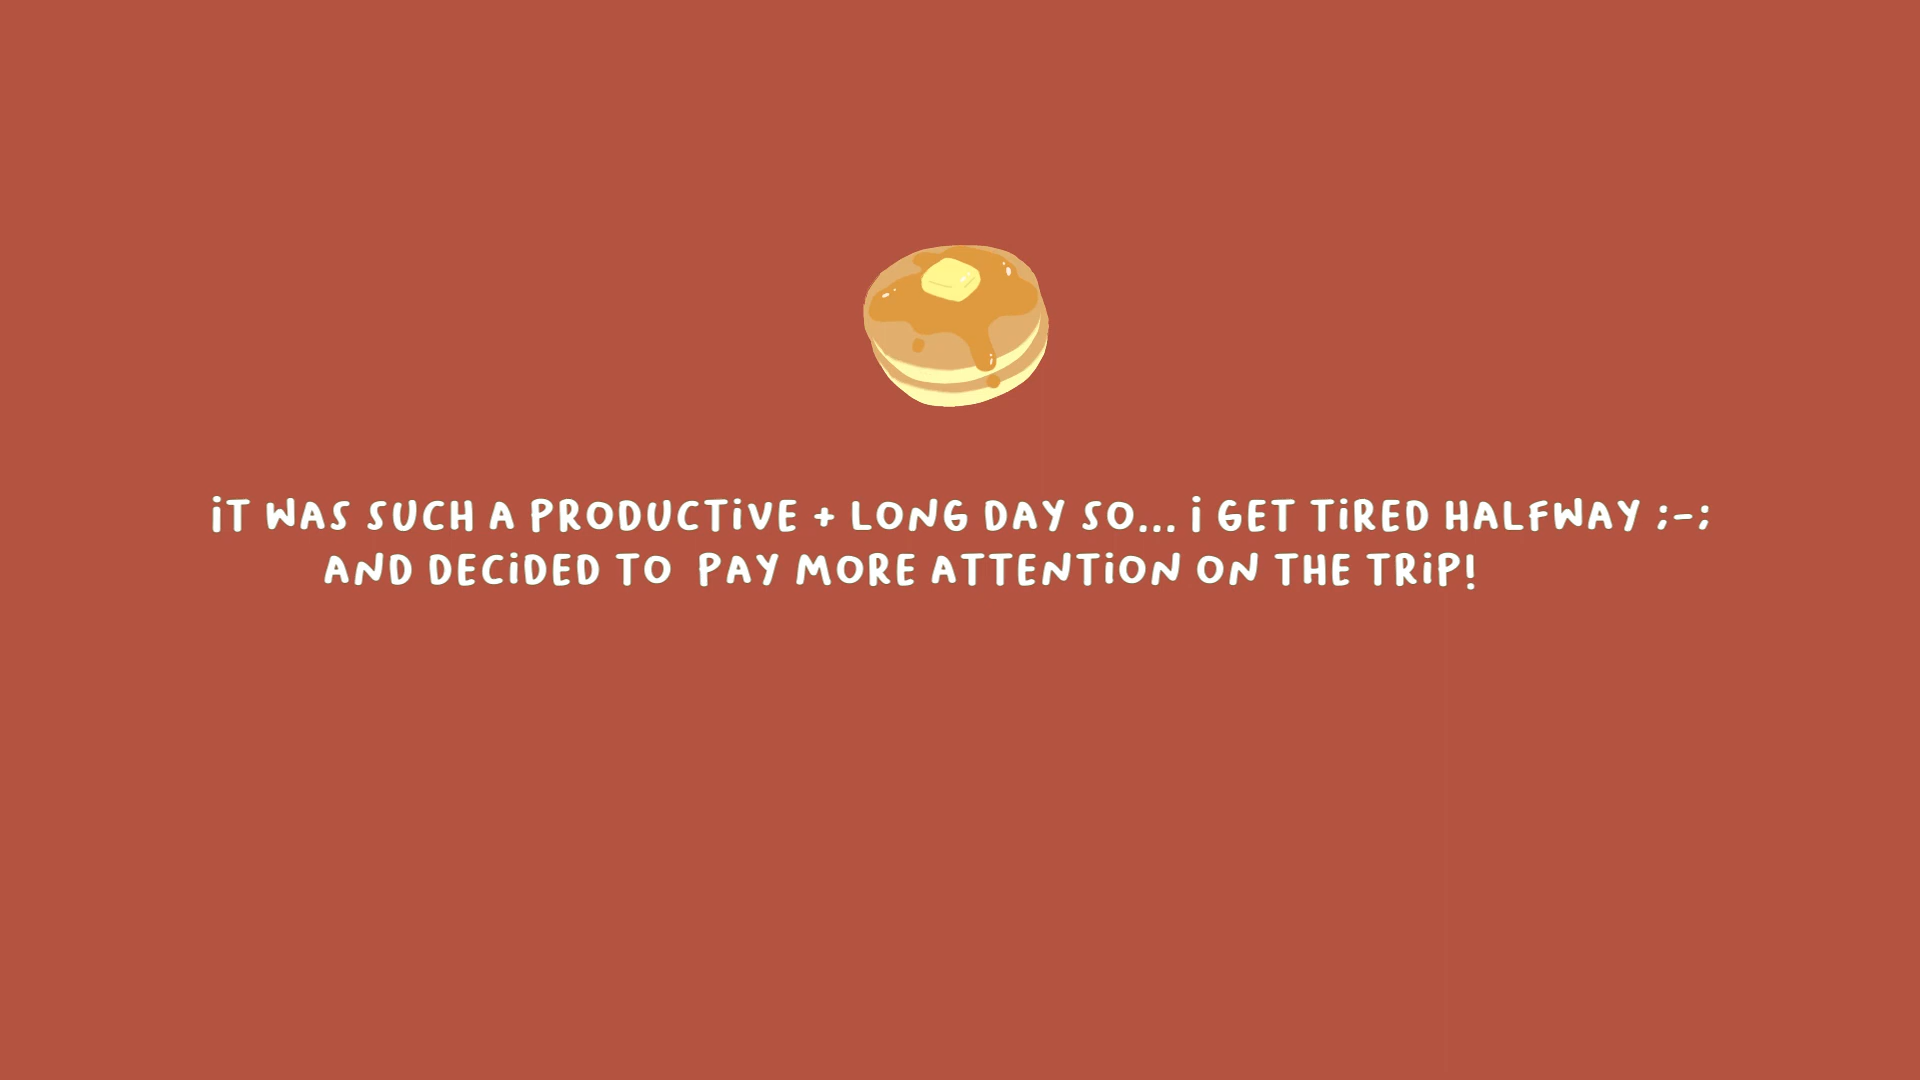 iT WAS SUCH A PRODUCTiVE + LONG DAY SO... i GET TiRED HALFWAY ;-;
AND DECiDED TO PAY MORE ATTENTiON ON THE TRiP!